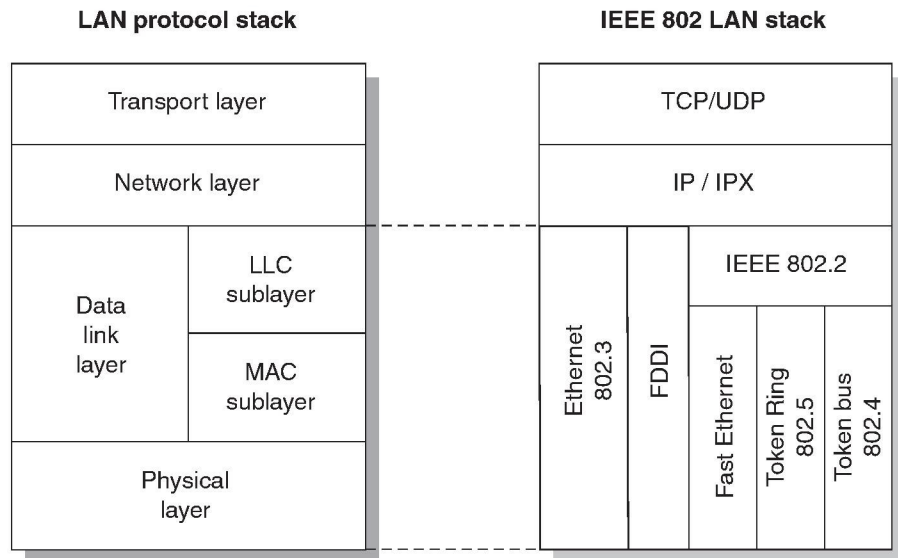 LAN protocol stack
Transport layer
Network layer
Data
link
layer
LLC
sublayer
MAC
sublayer
Physical
layer
IEEE 802 LAN stack
TCP/UDP
IP / IPX
Ethernet
802.3
FDDI
IEEE 802.2
Fast Ethernet
Token Ring
802.5
Token bus
802.4